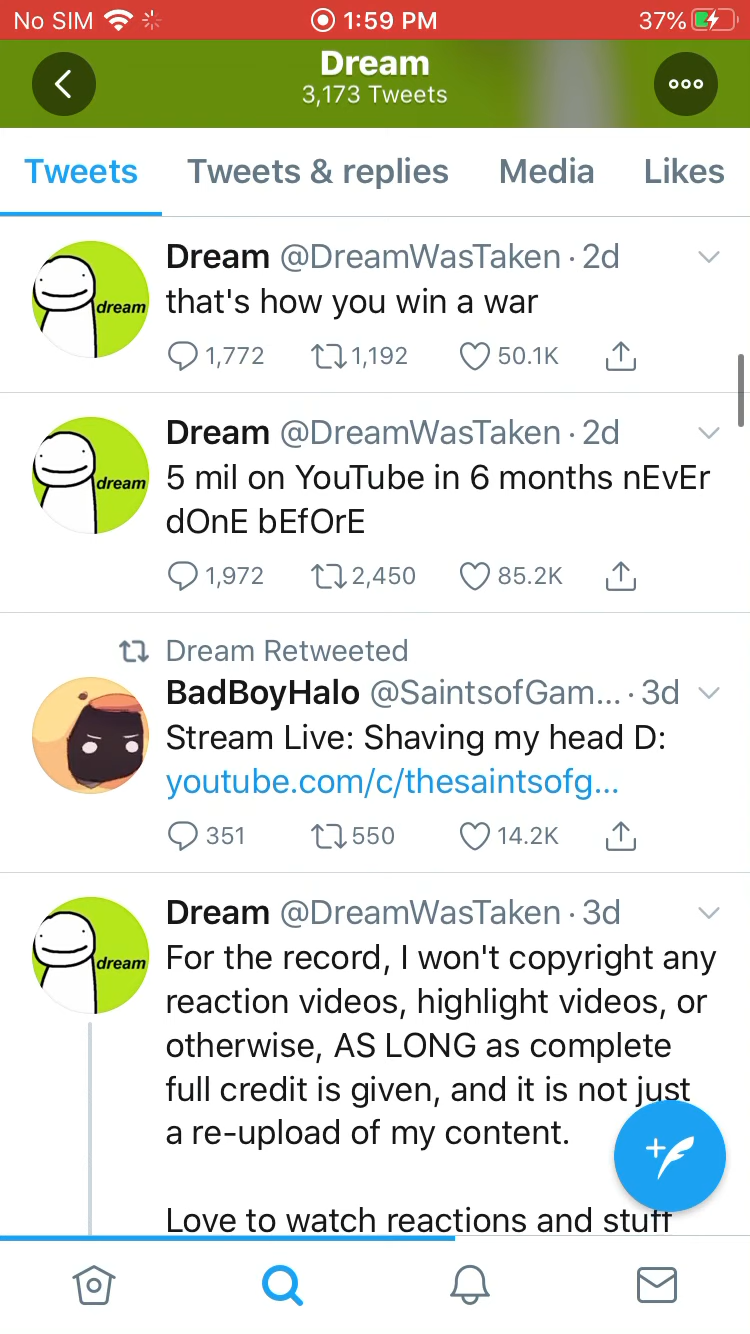 No SIM 1:59 PM 37%
Dream
3,173 Tweets
Tweets Tweets & replies Media Likes
Dream @DreamWasTaken · 2d
dream
that's how you win a war
1,772 1,192 50.1K
Dream @DreamWasTaken · 2d
dream
5 mil on YouTube in 6 months nEvEr
dOnE bEfOrE
1,972 2,450 85.2K
Dream Retweeted
BadBoyHalo @SaintsofGam... · 3d
Stream Live: Shaving my head D:
youtube.com/c/thesaintsofg...
351 550 14.2K
Dream @DreamWasTaken · 3d
dream
For the record, I won't copyright any
reaction videos, highlight videos, or
otherwise, AS LONG as complete
full credit is given, and it is not just
a re-upload of my content.
Love to watch reactions and stuff